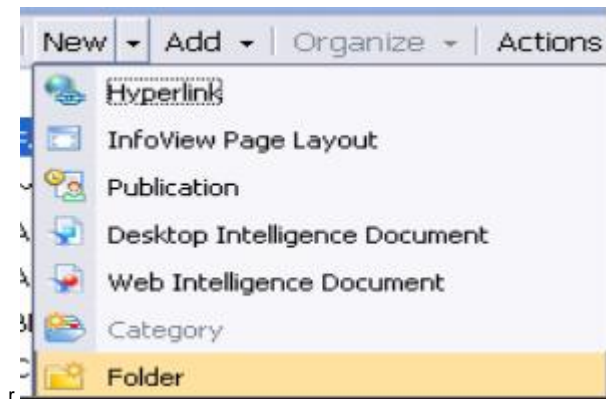 New Add Organize Actions
Hyperlink
InfoView Page Layout
Publication
Desktop Intelligence Document
Web Intelligence Document
Category
Folder
r